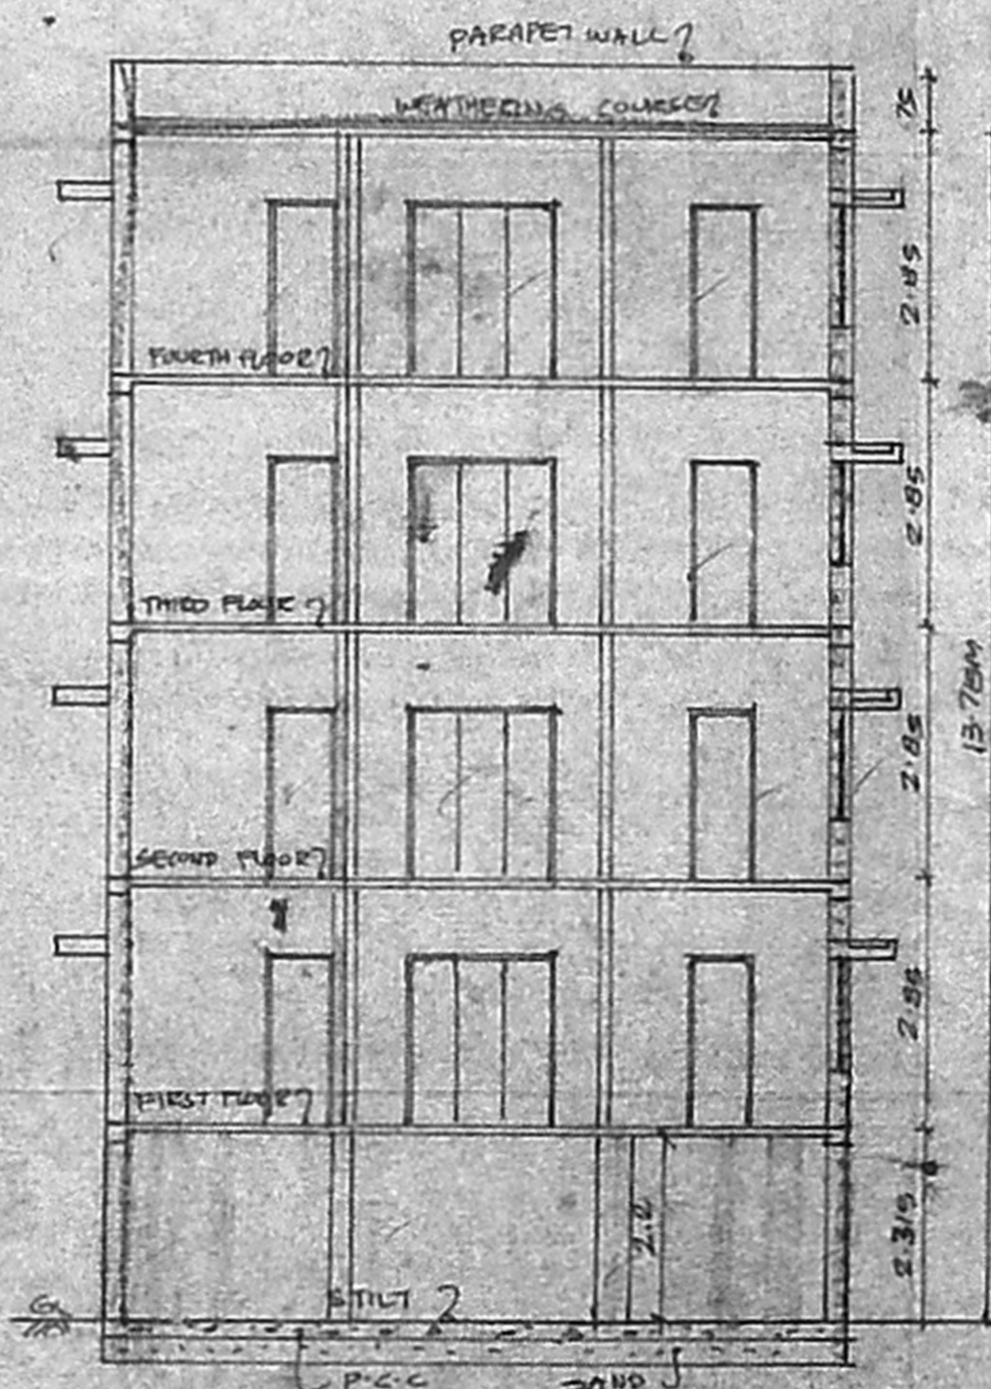 PARAPET WALL
WEATHERING COURSE
.75
2.85
FOURTH FLOOR
2.85
THIRD FLOOR
13.78M
2.85
SECOND FLOOR
2.85
FIRST FLOOR
2.2
2.315
STILT
GL
P.C.C
SAND